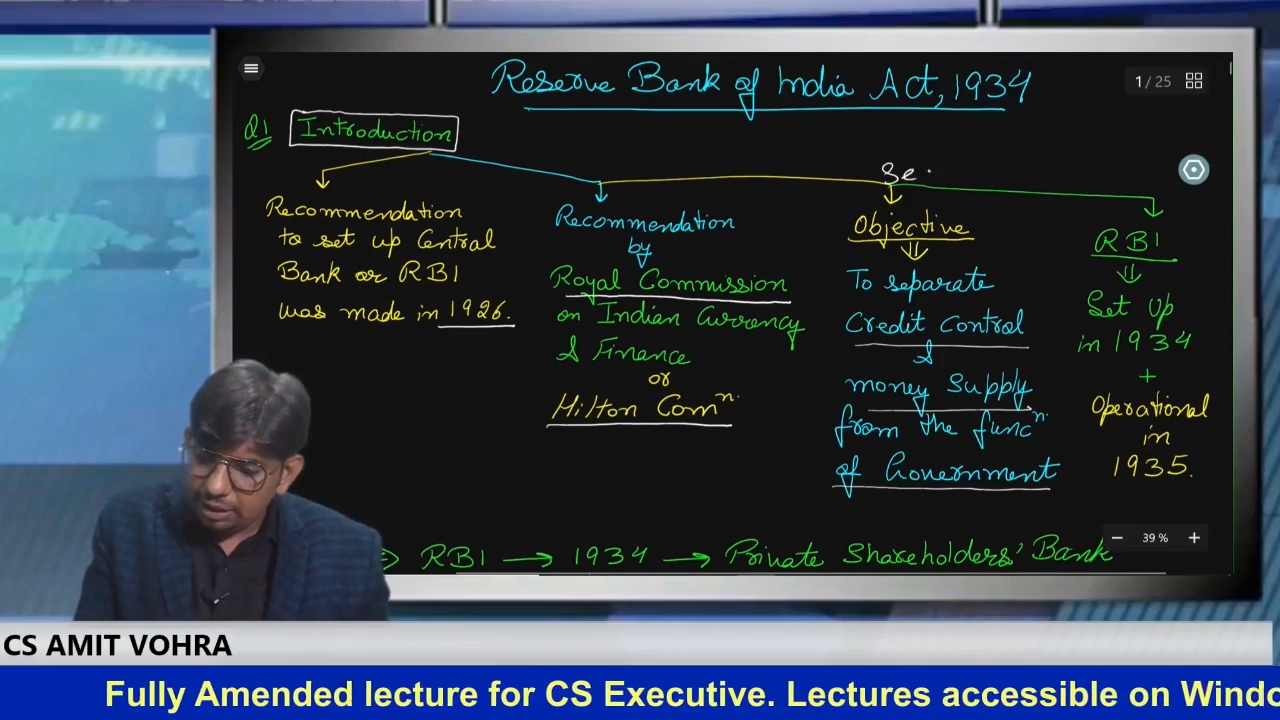 Reserve Bank of India Act, 1934
1 / 25
Q1 Introduction
Se.
Recommendation
to set up Central
Bank or RBI
was made in 1926.
Recommendation
by
Royal Commission
on Indian Currency
& Finance
or
Hilton Comⁿ.
Objective
To separate
Credit Control
&
money Supply
from the funcⁿ.
of Government
RBI
Set Up
in 1934
+
Operational
in
1935.
39 %
RBI → 1934 → Private Shareholders' Bank
CS AMIT VOHRA
Fully Amended lecture for CS Executive. Lectures accessible on Windo